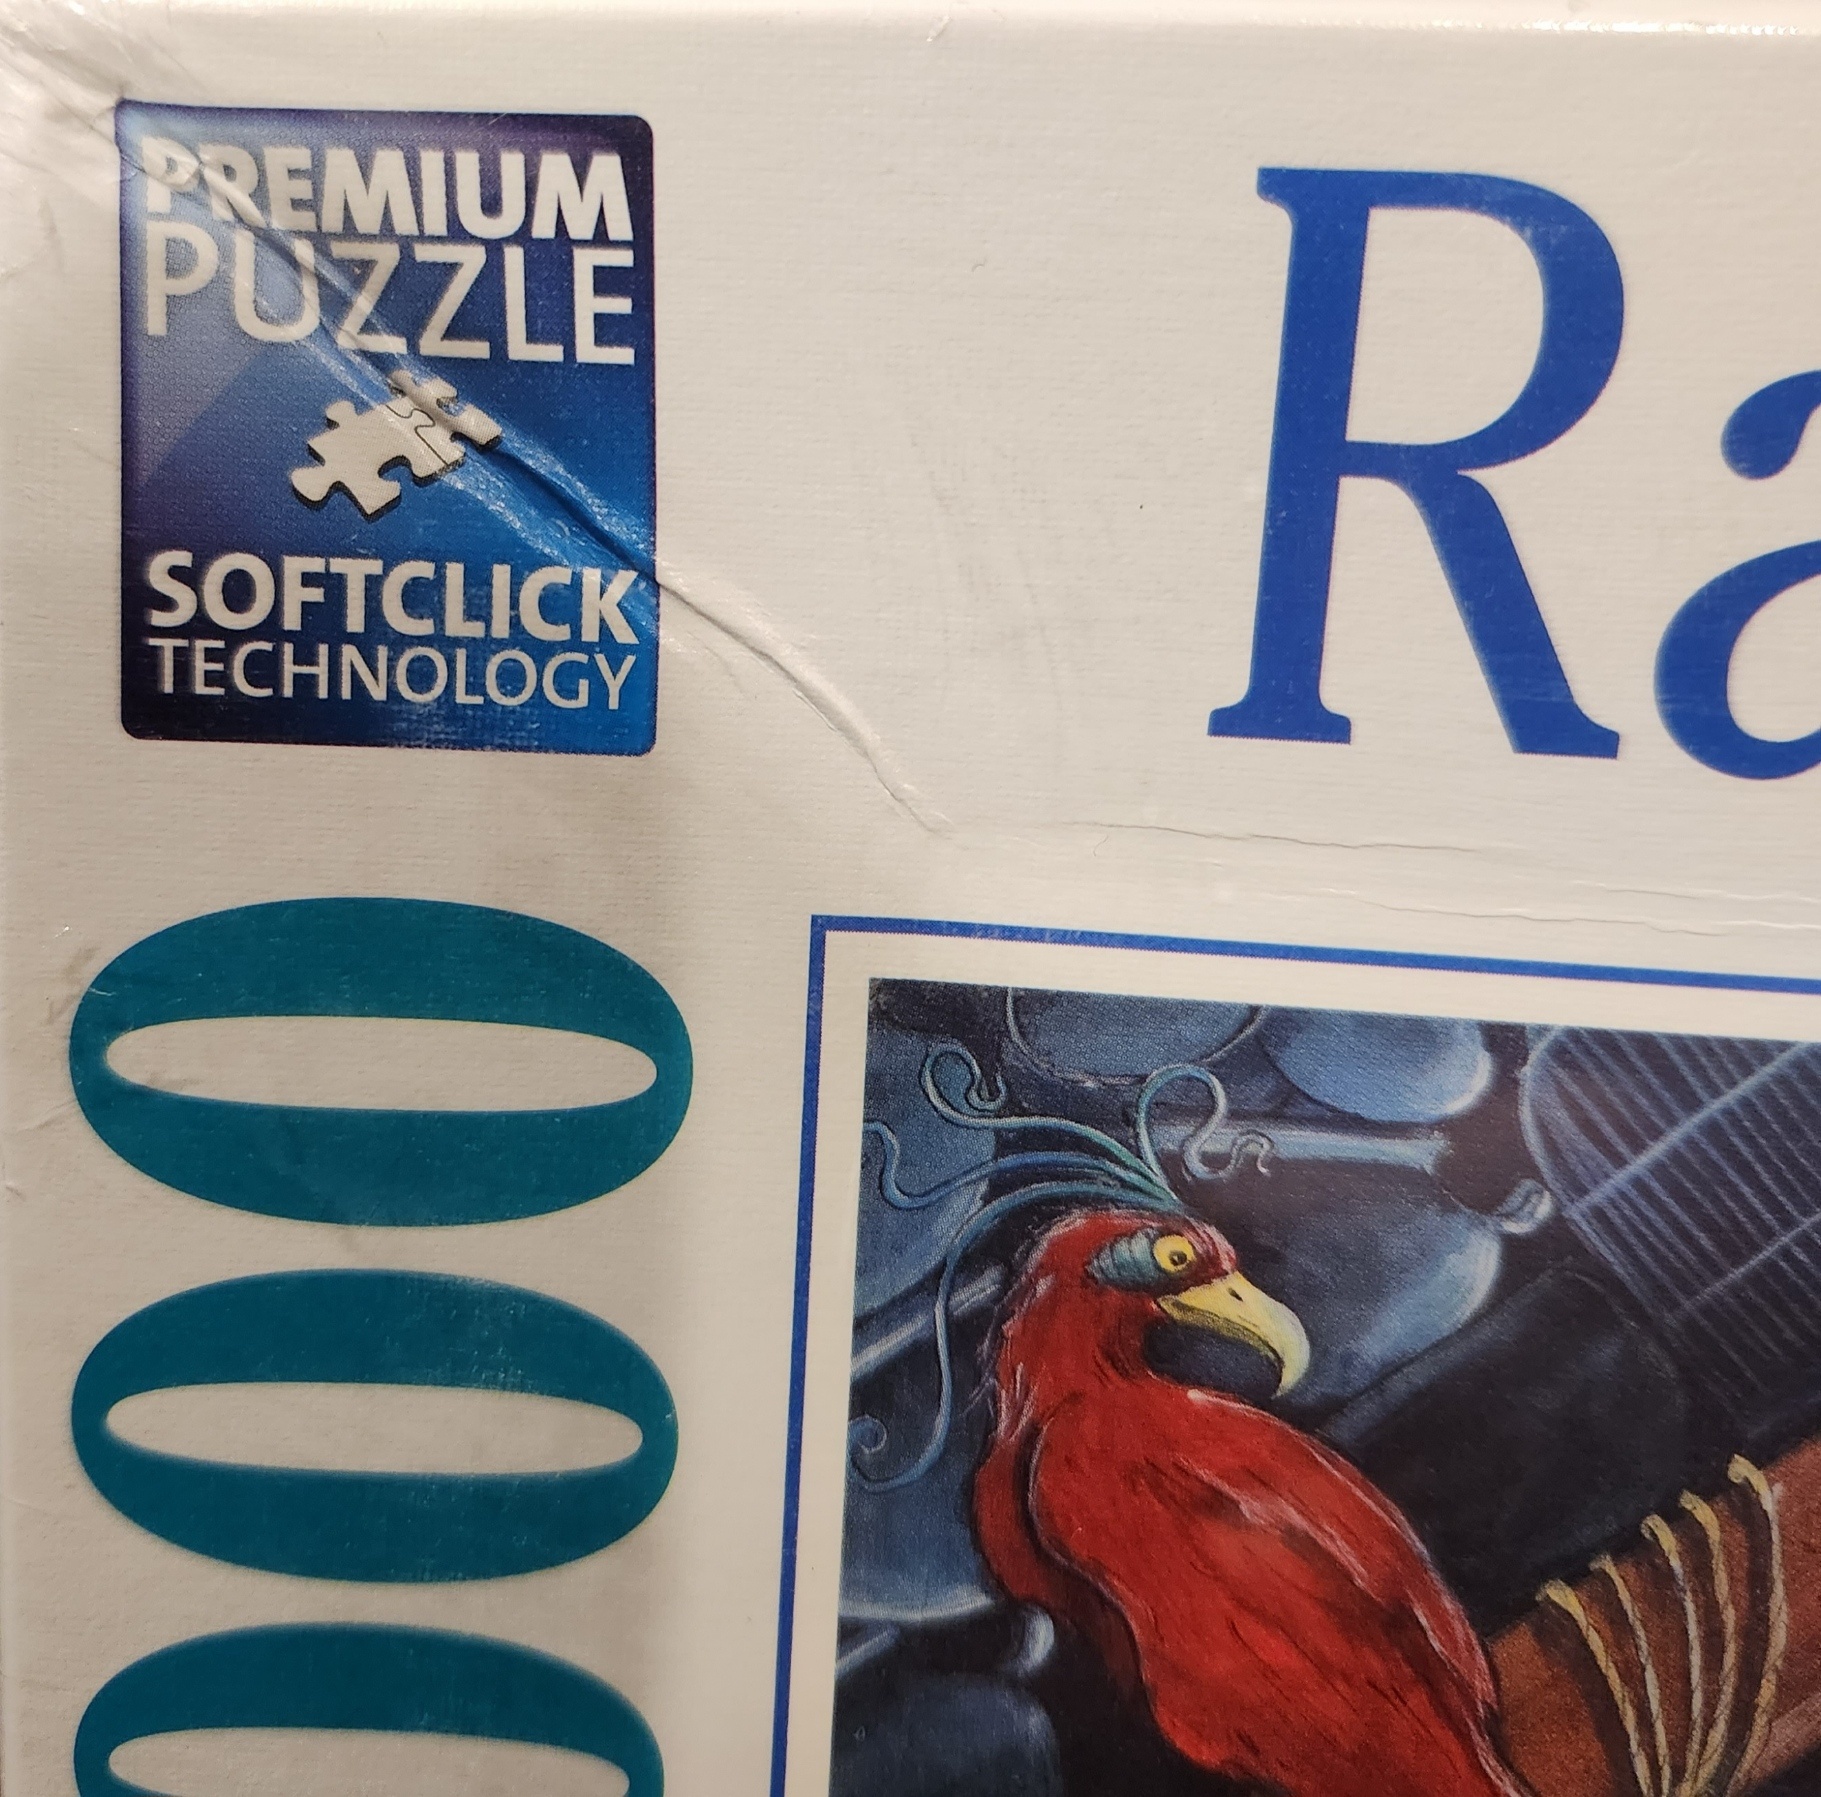 PREMIUM
PUZZLE
SOFTCLICK
TECHNOLOGY
Ra
000